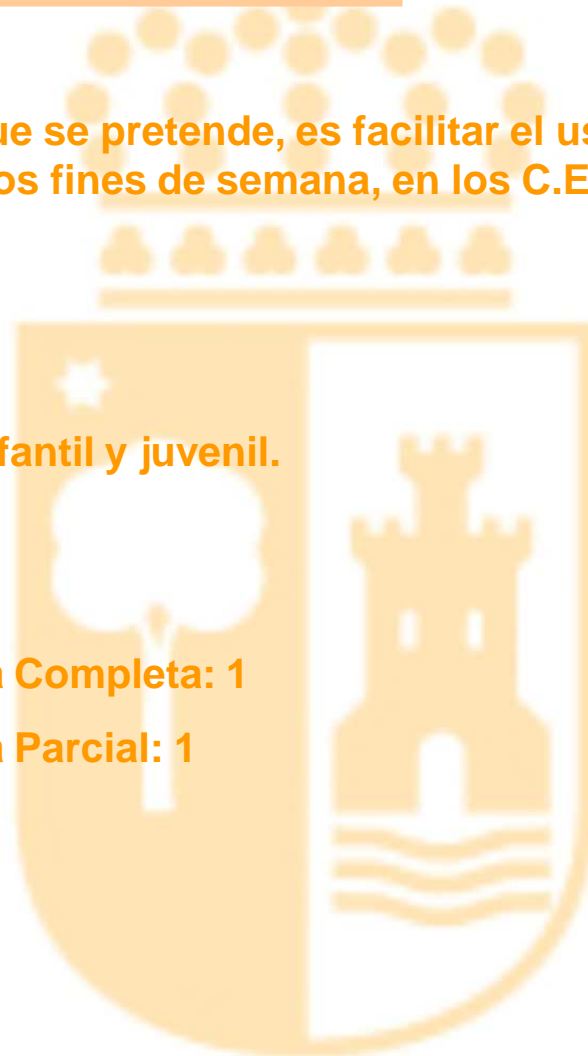 ue se pretende, es facilitar el us
os fines de semana, en los C.E
fantil y juvenil.
a Completa: 1
a Parcial: 1